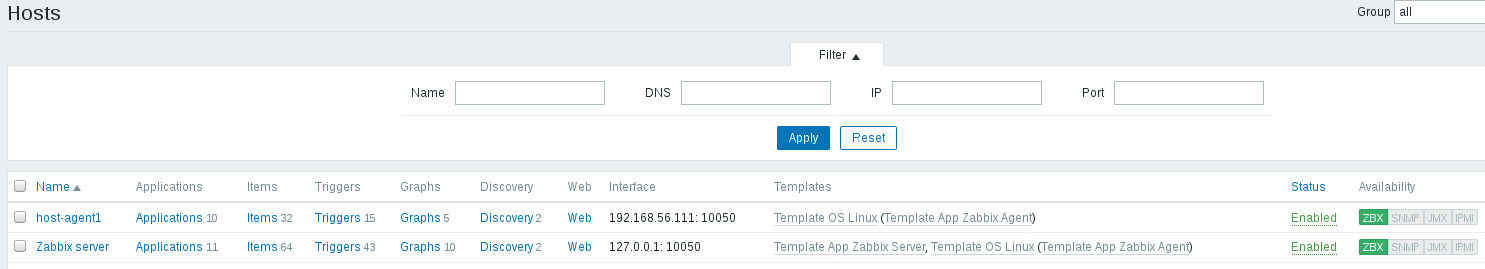 Hosts Group all
Filter ▲
Name DNS IP Port
Apply Reset
Name ▲ Applications Items Triggers Graphs Discovery Web Interface Templates Status Availability
host-agent1 Applications 10 Items 32 Triggers 15 Graphs 5 Discovery 2 Web 192.168.56.111: 10050 Template OS Linux (Template App Zabbix Agent) Enabled ZBX SNMP JMX IPMI
Zabbix server Applications 11 Items 64 Triggers 43 Graphs 10 Discovery 2 Web 127.0.0.1: 10050 Template App Zabbix Server, Template OS Linux (Template App Zabbix Agent) Enabled ZBX SNMP JMX IPMI